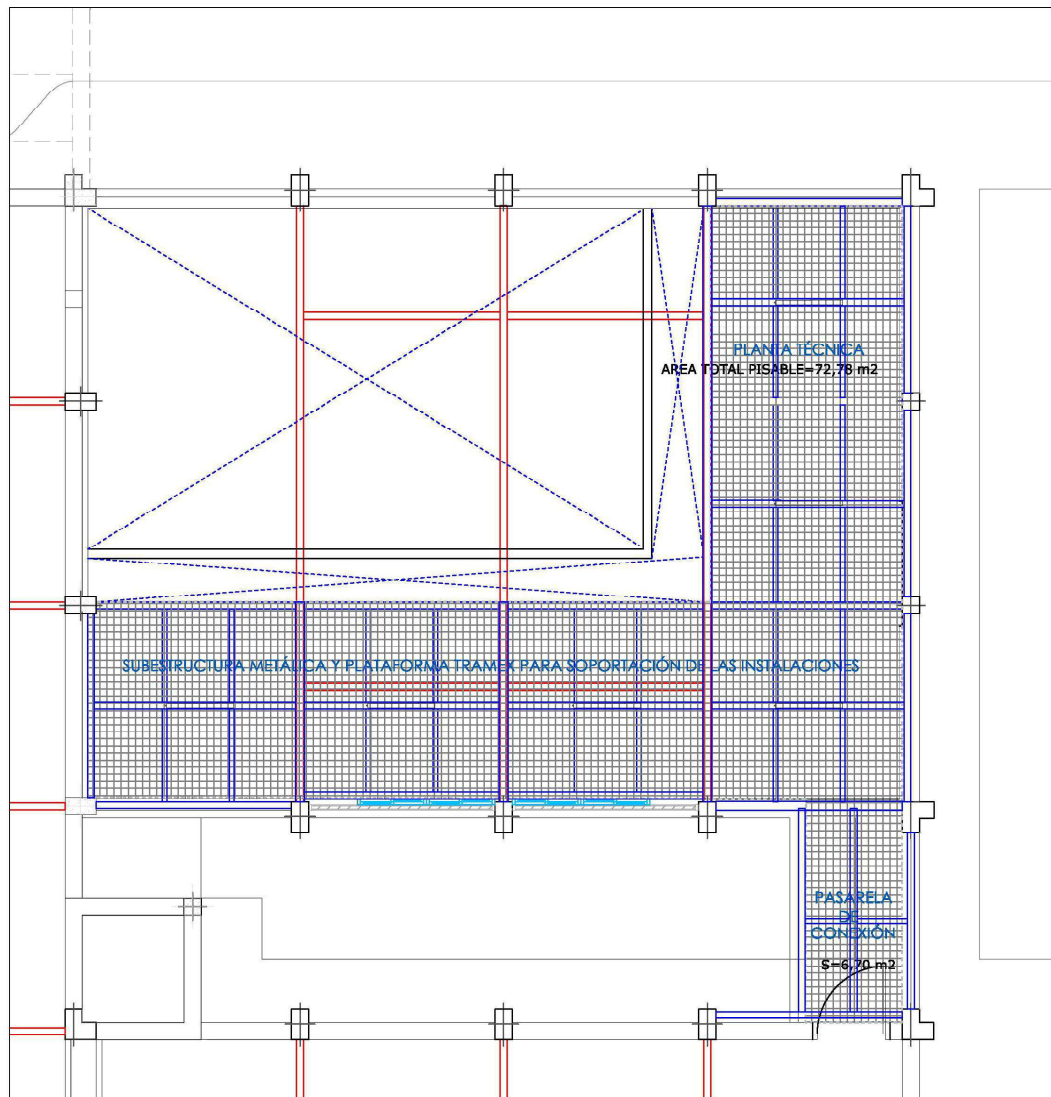 PLANTA TÉCNICA
AREA TOTAL PISABLE=72,78 m2
SUBESTRUCTURA METÁLICA Y PLATAFORMA TRAMEX PARA SOPORTACIÓN DE LAS INSTALACIONES
PASARELA
DE
CONEXIÓN
S=6,70 m2